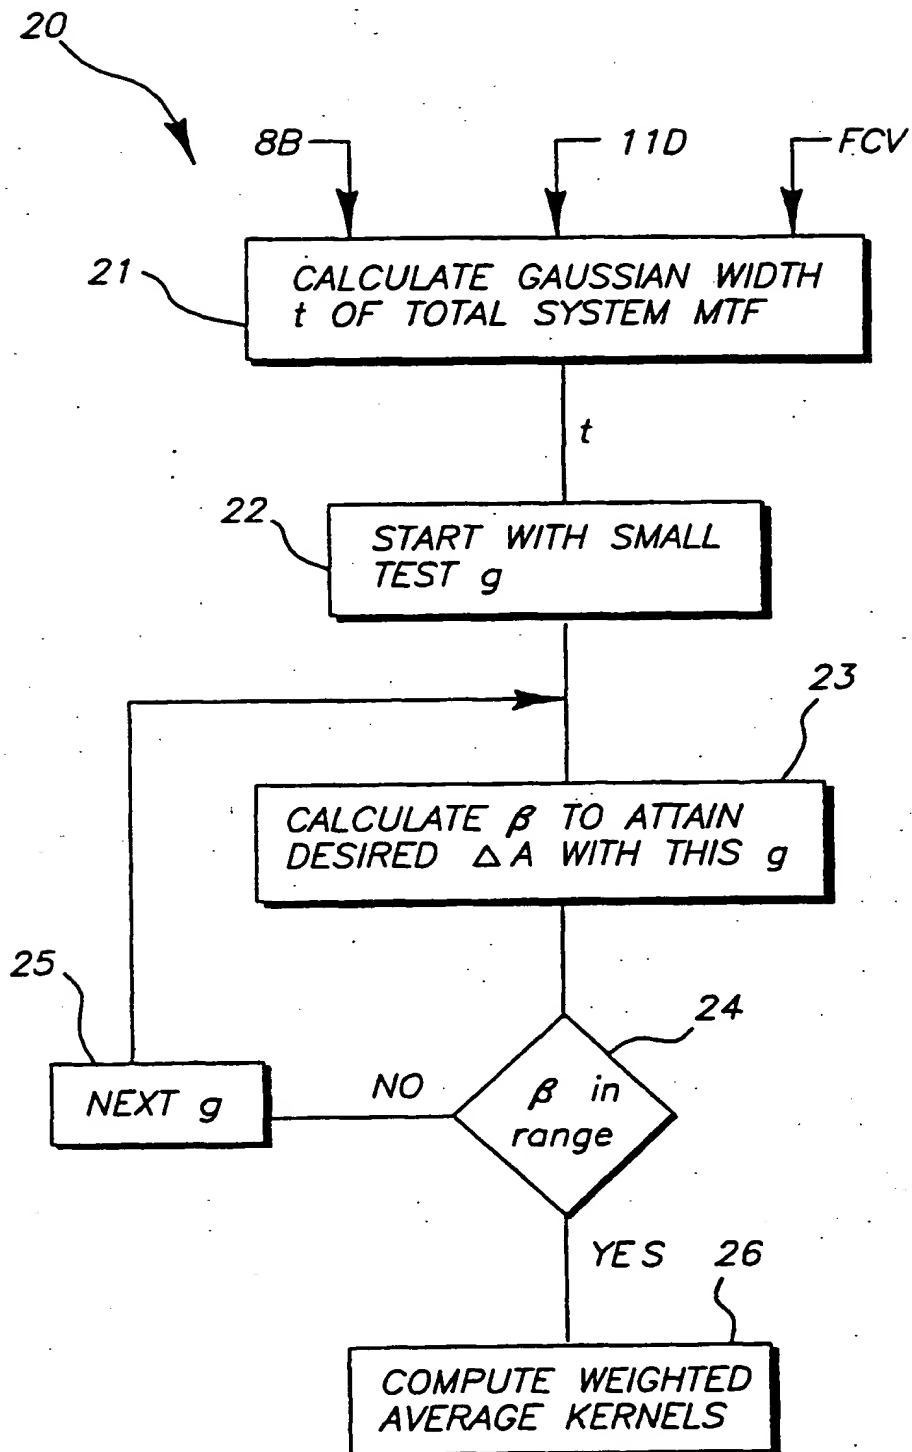 20
8B
11D
FCV
21
CALCULATE GAUSSIAN WIDTH
t OF TOTAL SYSTEM MTF
t
22
START WITH SMALL
TEST g
23
CALCULATE β TO ATTAIN
DESIRED △A WITH THIS g
25
24
NEXT g
NO
β in
range
YES
26
COMPUTE WEIGHTED
AVERAGE KERNELS